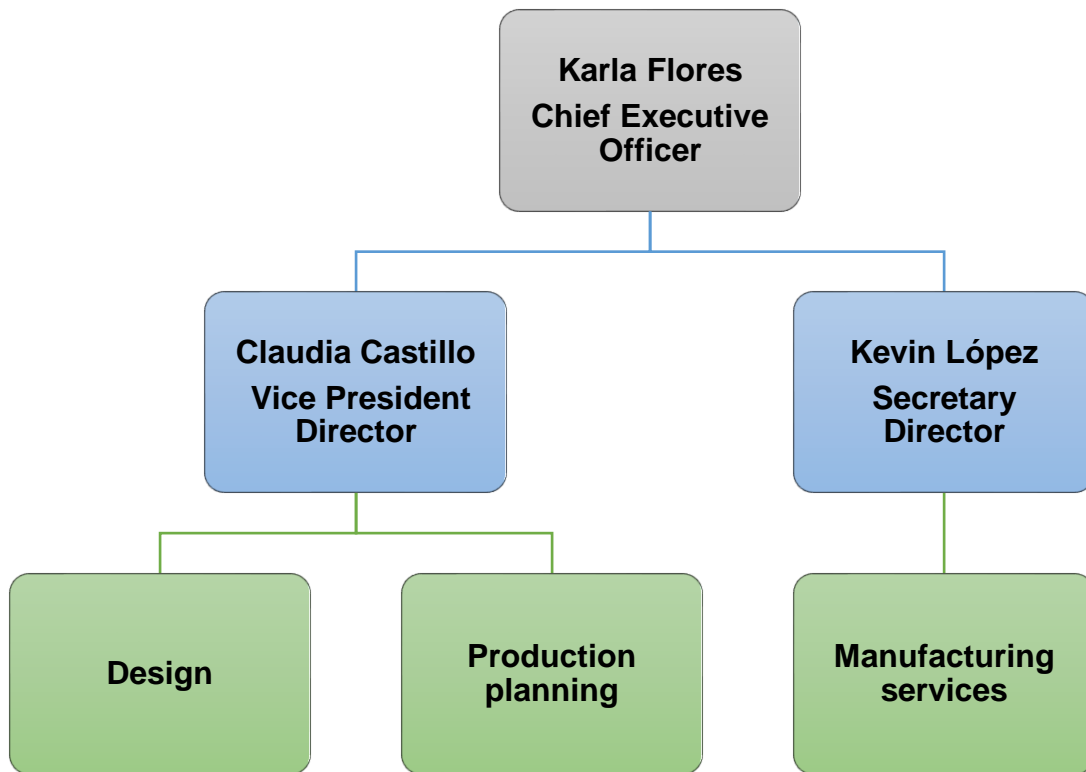 Karla Flores
Chief Executive
Officer
Claudia Castillo
Vice President
Director
Kevin López
Secretary
Director
Design
Production
planning
Manufacturing
services